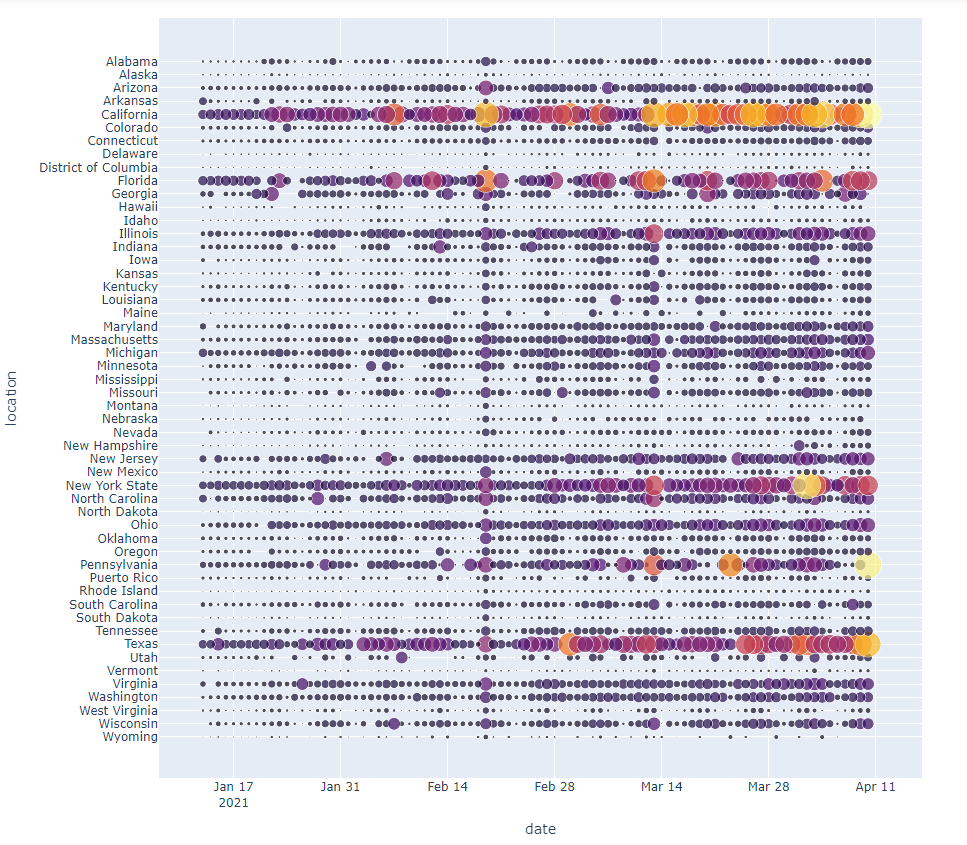 Alabama
Alaska
Arizona
Arkansas
California
Colorado
Connecticut
Delaware
District of Columbia
Florida
Georgia
Hawaii
Idaho
Illinois
Indiana
Iowa
Kansas
Kentucky
Louisiana
Maine
Maryland
Massachusetts
Michigan
Minnesota
Mississippi
Missouri
Montana
Nebraska
Nevada
New Hampshire
New Jersey
New Mexico
New York State
North Carolina
North Dakota
Ohio
Oklahoma
Oregon
Pennsylvania
Puerto Rico
Rhode Island
South Carolina
South Dakota
Tennessee
Texas
Utah
Vermont
Virginia
Washington
West Virginia
Wisconsin
Wyoming
location
Jan 17 Jan 31 Feb 14 Feb 28 Mar 14 Mar 28 Apr 11
2021
date